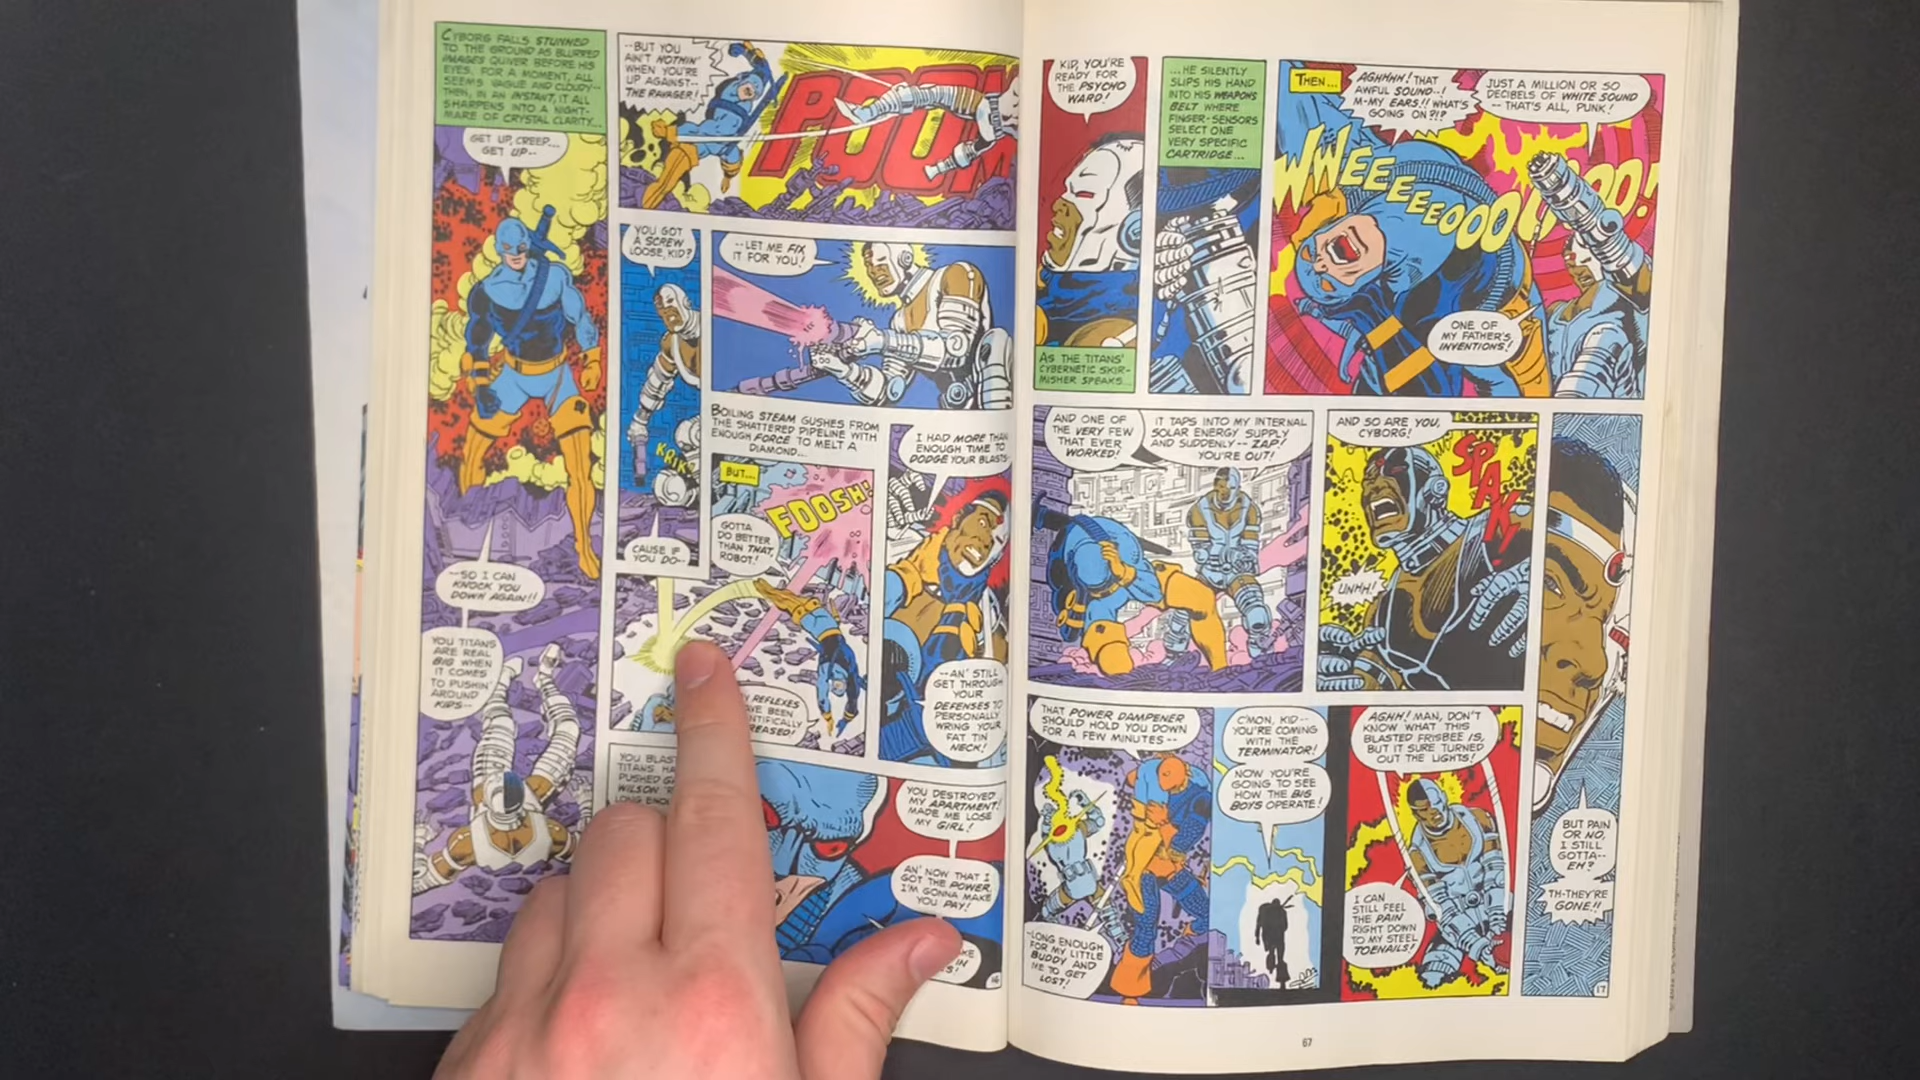 CYBORG FALLS STUNNED
TO THE GROUND AS BLURRED
IMAGES QUIVER BEFORE HIS
EYES. FOR A MOMENT, ALL
SEEMS VAGUE AND CLOUDY--
THEN, IN AN INSTANT, IT ALL
SHARPENS INTO A NIGHT-
MARE OF CRYSTAL CLARITY...
GET UP, CREEP...
GET UP--
--SO I CAN
KNOCK YOU
DOWN AGAIN!!
YOU TITANS
ARE REAL
BIG WHEN
IT COMES
TO PUSHIN'
AROUND
KIDS--
--BUT YOU
AIN'T NOTHIN'
WHEN YOU'RE
UP AGAINST--
THE RAVAGER!
POOM
YOU GOT
A SCREW
LOOSE, KID?
KRIK!
CAUSE IF
YOU DO--
--LET ME FIX
IT FOR YOU!
BOILING STEAM GUSHES FROM
THE SHATTERED PIPELINE WITH
ENOUGH FORCE TO MELT A
DIAMOND...
BUT...
FOOSH!
GOTTA
DO BETTER
THAN THAT,
ROBOT!
REFLEXES
BEEN
I HAD MORE THAN
ENOUGH TIME TO
DODGE YOUR BLASTS--
--AN' STILL
GET THROUGH
YOUR
DEFENSES TO
PERSONALLY
WRING YOUR
FAT TIN
NECK!
YOU
TITANS
PUSHED
WILSON
LONG
YOU DESTROYED
MY APARTMENT!
MADE ME LOSE
MY GIRL!
AN' NOW THAT I
GOT THE POWER,
I'M GONNA MAKE
YOU PAY!
IN
16
KID, YOU'RE
READY FOR
THE PSYCHO
WARD!
AS THE TITANS'
CYBERNETIC SKIR-
MISHER SPEAKS
...HE SILENTLY
SLIPS HIS HAND
INTO HIS WEAPONS
BELT WHERE
FINGER-SENSORS
SELECT ONE
VERY SPECIFIC
CARTRIDGE...
THEN...
AGHHHH! THAT
AWFUL SOUND--!
M-MY EARS!! WHAT'S
GOING ON?!?
JUST A MILLION OR SO
DECIBELS OF WHITE SOUND
--THAT'S ALL, PUNK!
ONE OF
MY FATHER'S
INVENTIONS!
AND ONE OF
THE VERY FEW
THAT EVER
WORKED!
IT TAPS INTO MY INTERNAL
SOLAR ENERGY SUPPLY
AND SUDDENLY-- ZAP!
YOU'RE OUT!
AND SO ARE YOU,
CYBORG!
SPAK!
UNHH!
THAT POWER DAMPENER
SHOULD HOLD YOU DOWN
FOR A FEW MINUTES--
--LONG ENOUGH
FOR MY LITTLE
BUDDY AND
ME TO GET
LOST!
C'MON, KID--
YOU'RE COMING
WITH THE
TERMINATOR!
NOW YOU'RE
GOING TO SEE
HOW THE BIG
BOYS OPERATE!
AGHH! MAN, DON'T
KNOW WHAT THIS
BLASTED FRISBEE IS,
BUT IT SURE TURNED
OUT THE LIGHTS!
I CAN
STILL FEEL
THE PAIN
RIGHT DOWN
TO MY STEEL
TOENAILS!
BUT PAIN
OR NO,
I STILL
GOTTA--
EH?
TH-THEY'RE
GONE!!
17
67